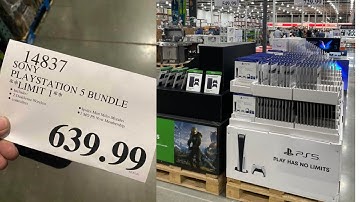 14837
SONY
PLAYSTATION 5 BUNDLE
***LIMIT 1***
639.99
PS5
PLAY HAS NO LIMITS